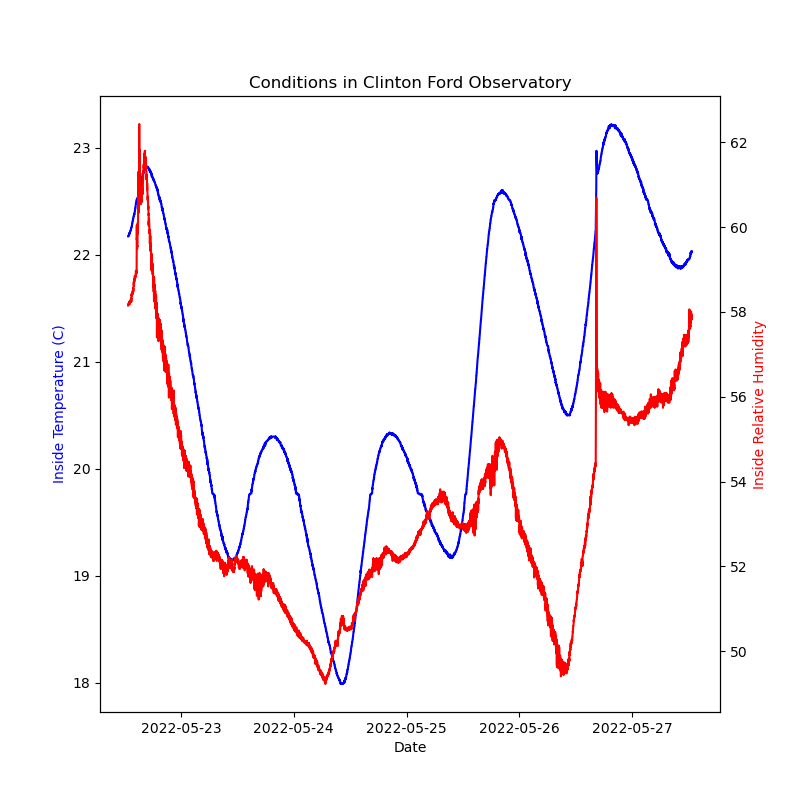 Conditions in Clinton Ford Observatory
Inside Temperature (C)
23
22
21
20
19
18
62
60
58
56
54
52
50
Inside Relative Humidity
2022-05-23 2022-05-24 2022-05-25 2022-05-26 2022-05-27
Date